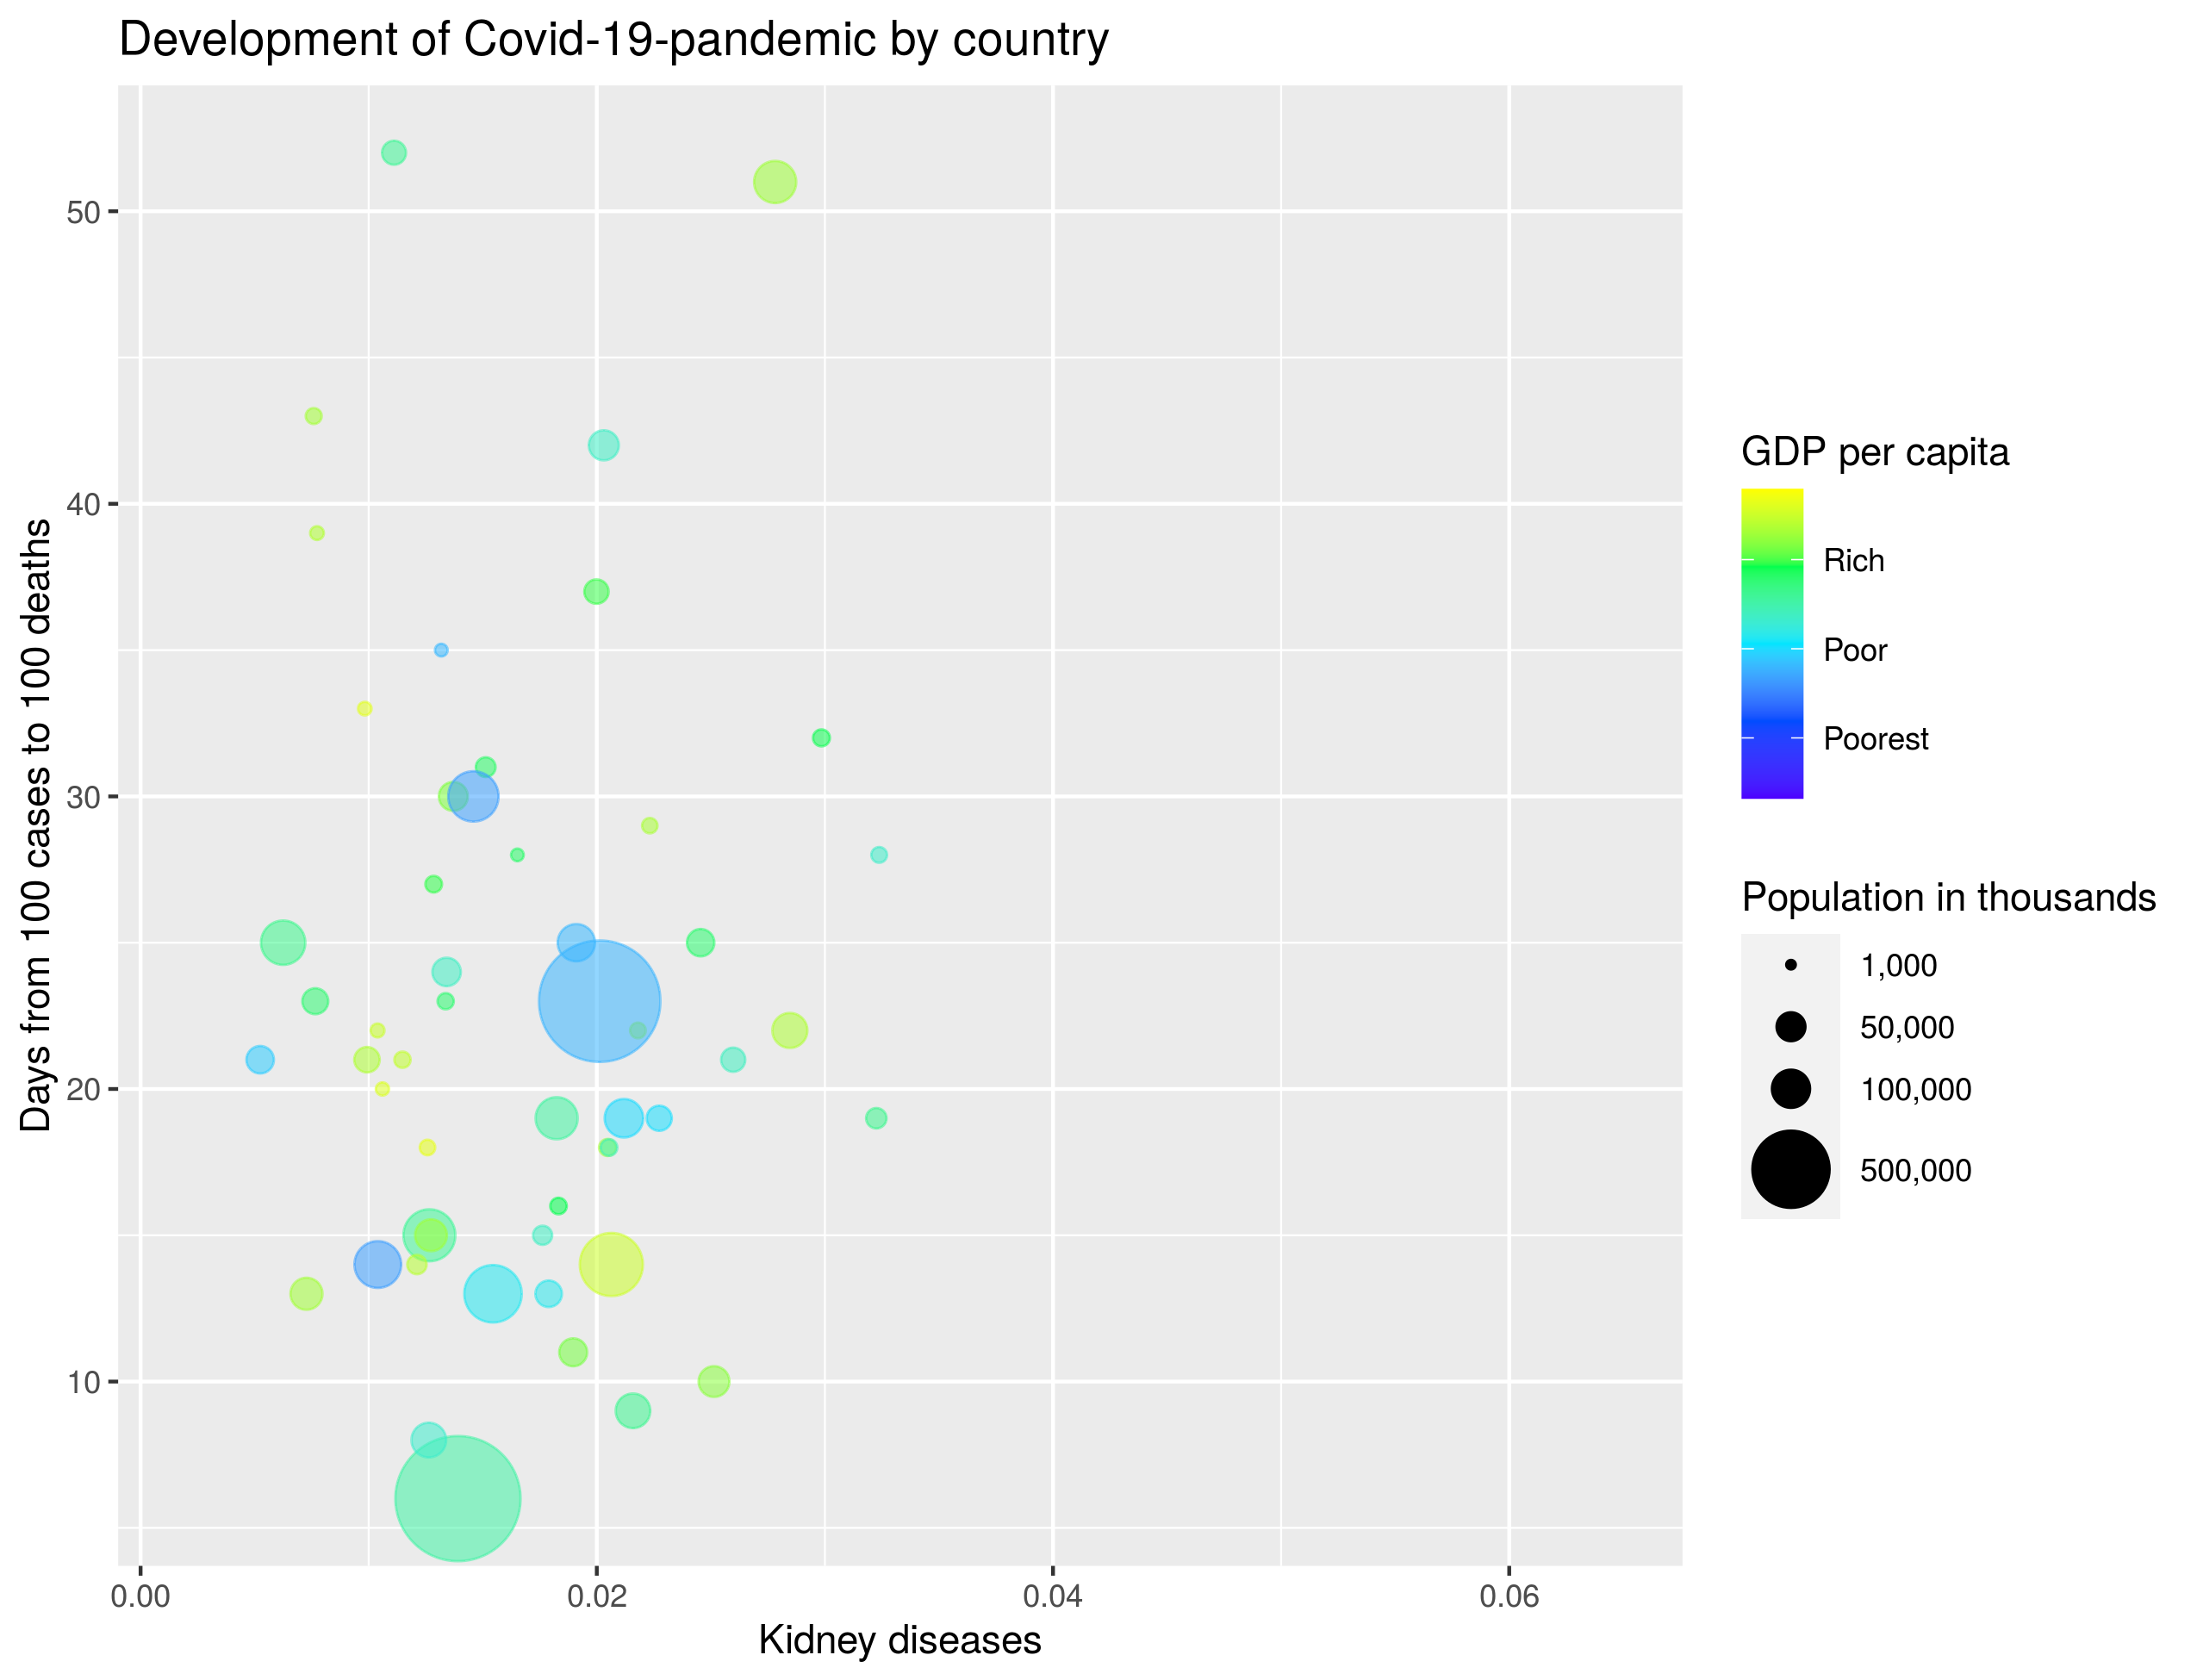 Development of Covid-19-pandemic by country
Days from 100 cases to 100 deaths
50
40
30
20
10
0.00
0.02
0.04
0.06
Kidney diseases
GDP per capita
Rich
Poor
Poorest
Population in thousands
1,000
50,000
100,000
500,000